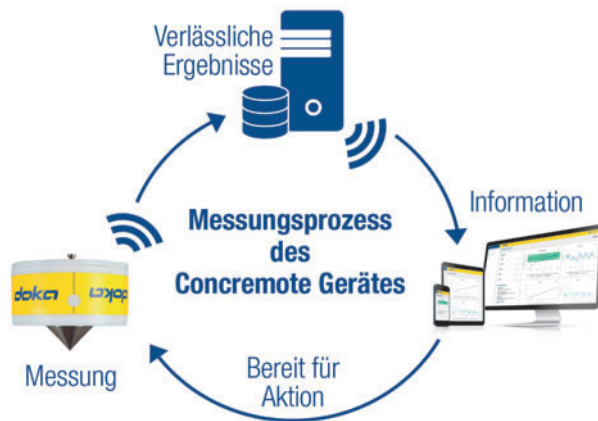 Verlässliche
Ergebnisse
Messungsprozess
des
Concremote Gerätes
Information
doka
doka
Messung
Bereit für
Aktion